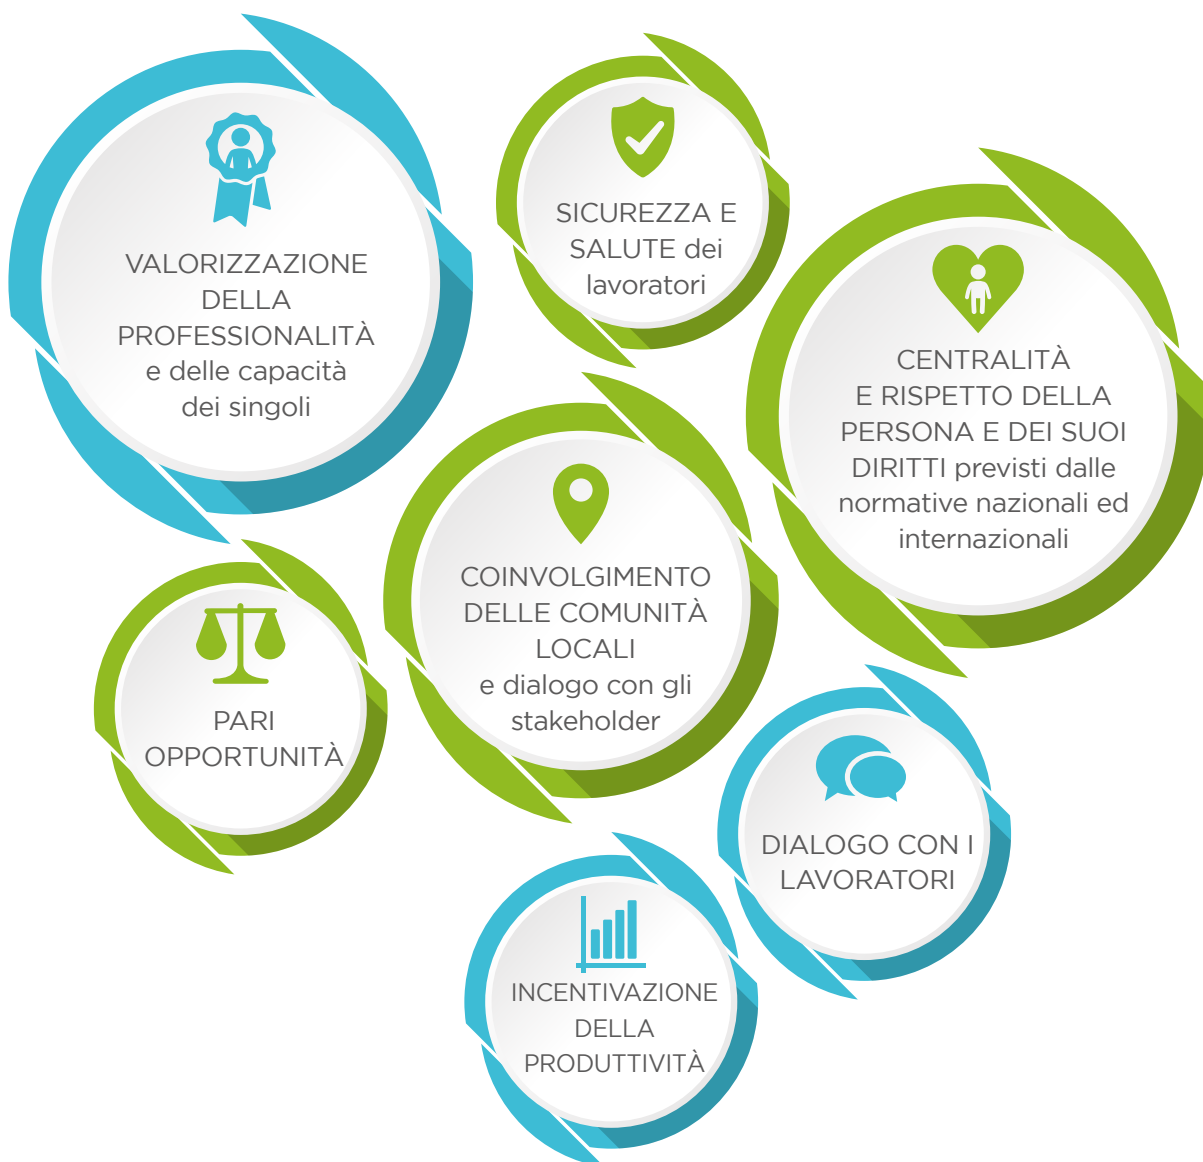 VALORIZZAZIONE
DELLA
PROFESSIONALITÀ
e delle capacità
dei singoli
SICUREZZA E
SALUTE dei
lavoratori
CENTRALITÀ
E RISPETTO DELLA
PERSONA E DEI SUOI
DIRITTI previsti dalle
normative nazionali ed
internazionali
COINVOLGIMENTO
DELLE COMUNITÀ
LOCALI
e dialogo con gli
stakeholder
PARI
OPPORTUNITÀ
DIALOGO CON I
LAVORATORI
INCENTIVAZIONE
DELLA
PRODUTTIVITÀ